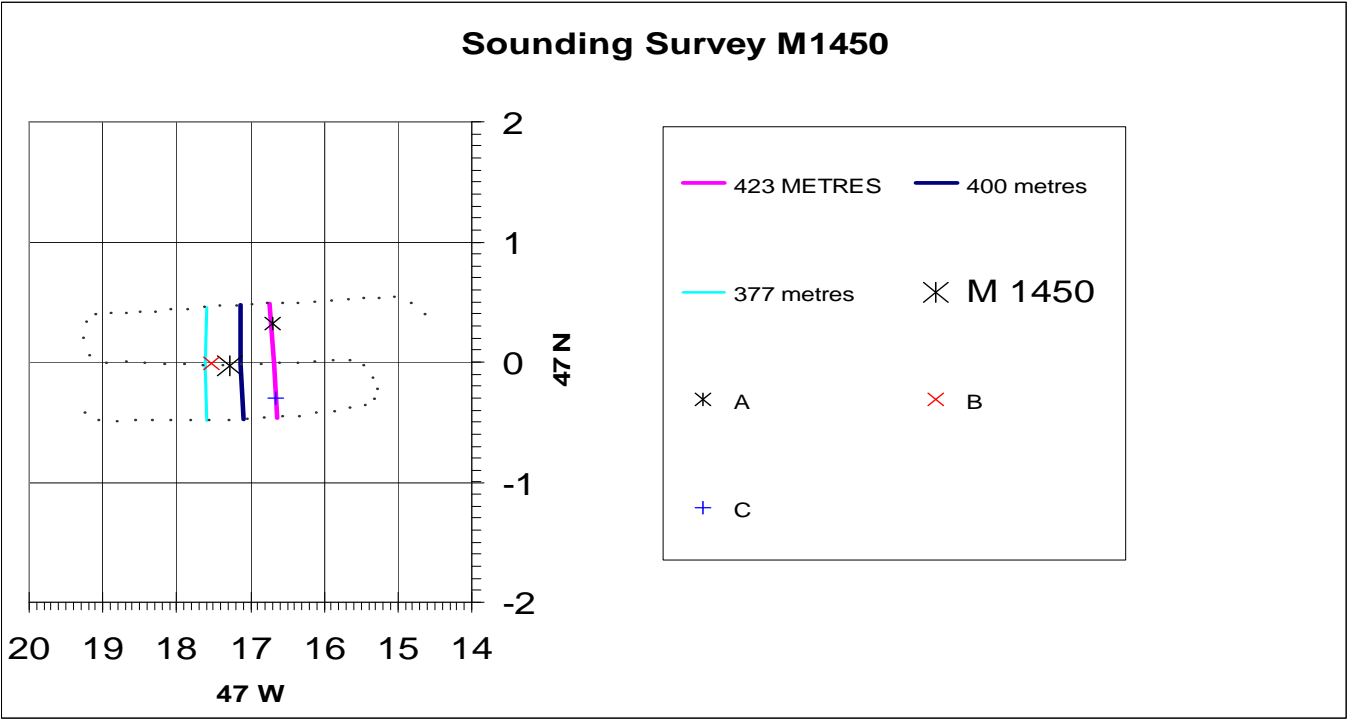 Sounding Survey M1450
2
1
0
-1
-2
47 N
20 19 18 17 16 15 14
47 W
423 METRES 400 metres
377 metres M 1450
A B
C